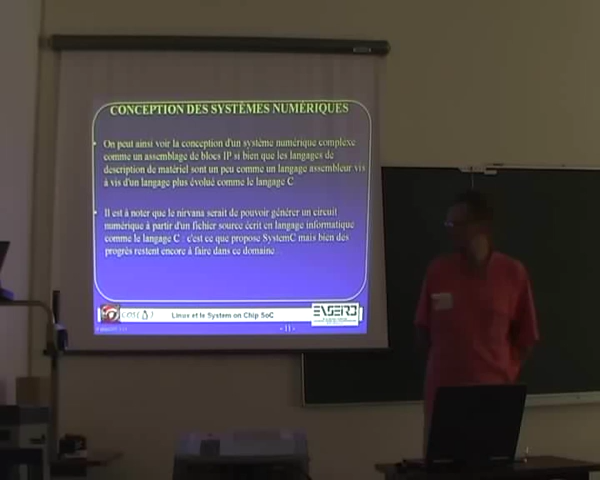 CONCEPTION DES SYSTÈMES NUMÉRIQUES
On peut ainsi voir la conception d'un système numérique complexe
comme un assemblage de blocs IP si bien que les langages de
description de matériel sont un peu comme un langage assembleur vis
à vis d'un langage plus évolué comme le langage C.
Il est à noter que le nirvana serait de pouvoir générer un circuit
numérique à partir d'un fichier source écrit en langage informatique
comme le langage C : c'est ce que propose SystemC mais bien des
progrès restent encore à faire dans ce domaine.
Linux et le System on Chip SoC
ENSEIRB
- 11 -